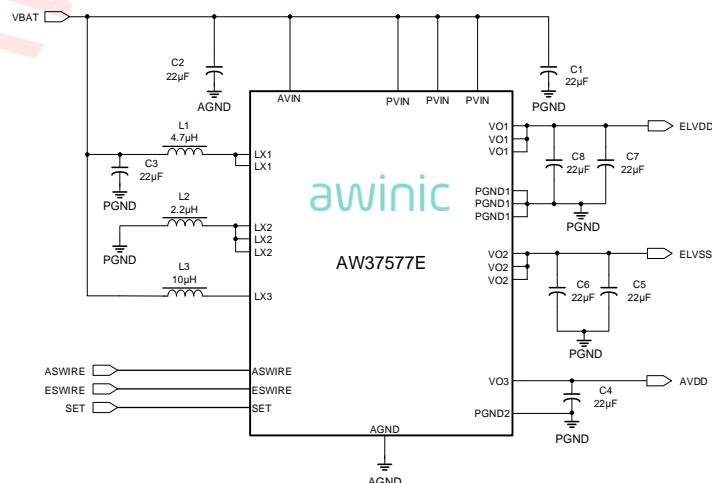 VBAT
C2
22µF
AGND
AVIN
PVIN
PVIN
PVIN
C1
22µF
PGND
L1
4.7µH
C3
22µF
PGND
LX1
LX1
L2
2.2µH
PGND
LX2
LX2
LX2
L3
10µH
LX3
awinic
AW37577E
VO1
VO1
VO1
ELVDD
C8
22µF
C7
22µF
PGND1
PGND1
PGND1
PGND
VO2
VO2
VO2
ELVSS
C6
22µF
C5
22µF
PGND
ASWIRE
ASWIRE
ESWIRE
ESWIRE
SET
SET
VO3
AVDD
C4
22µF
PGND2
PGND
AGND
AGND